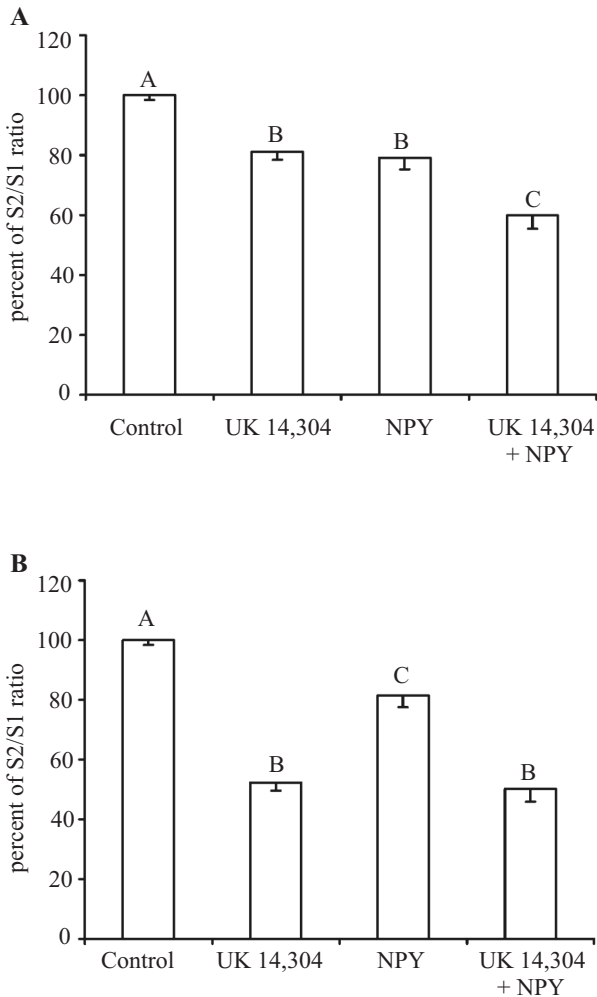 A
percent of S2/S1 ratio
120
100
80
60
40
20
0
A
B
B
C
Control
UK 14,304
NPY
UK 14,304
+ NPY
B
percent of S2/S1 ratio
120
100
80
60
40
20
0
A
B
C
B
Control
UK 14,304
NPY
UK 14,304
+ NPY